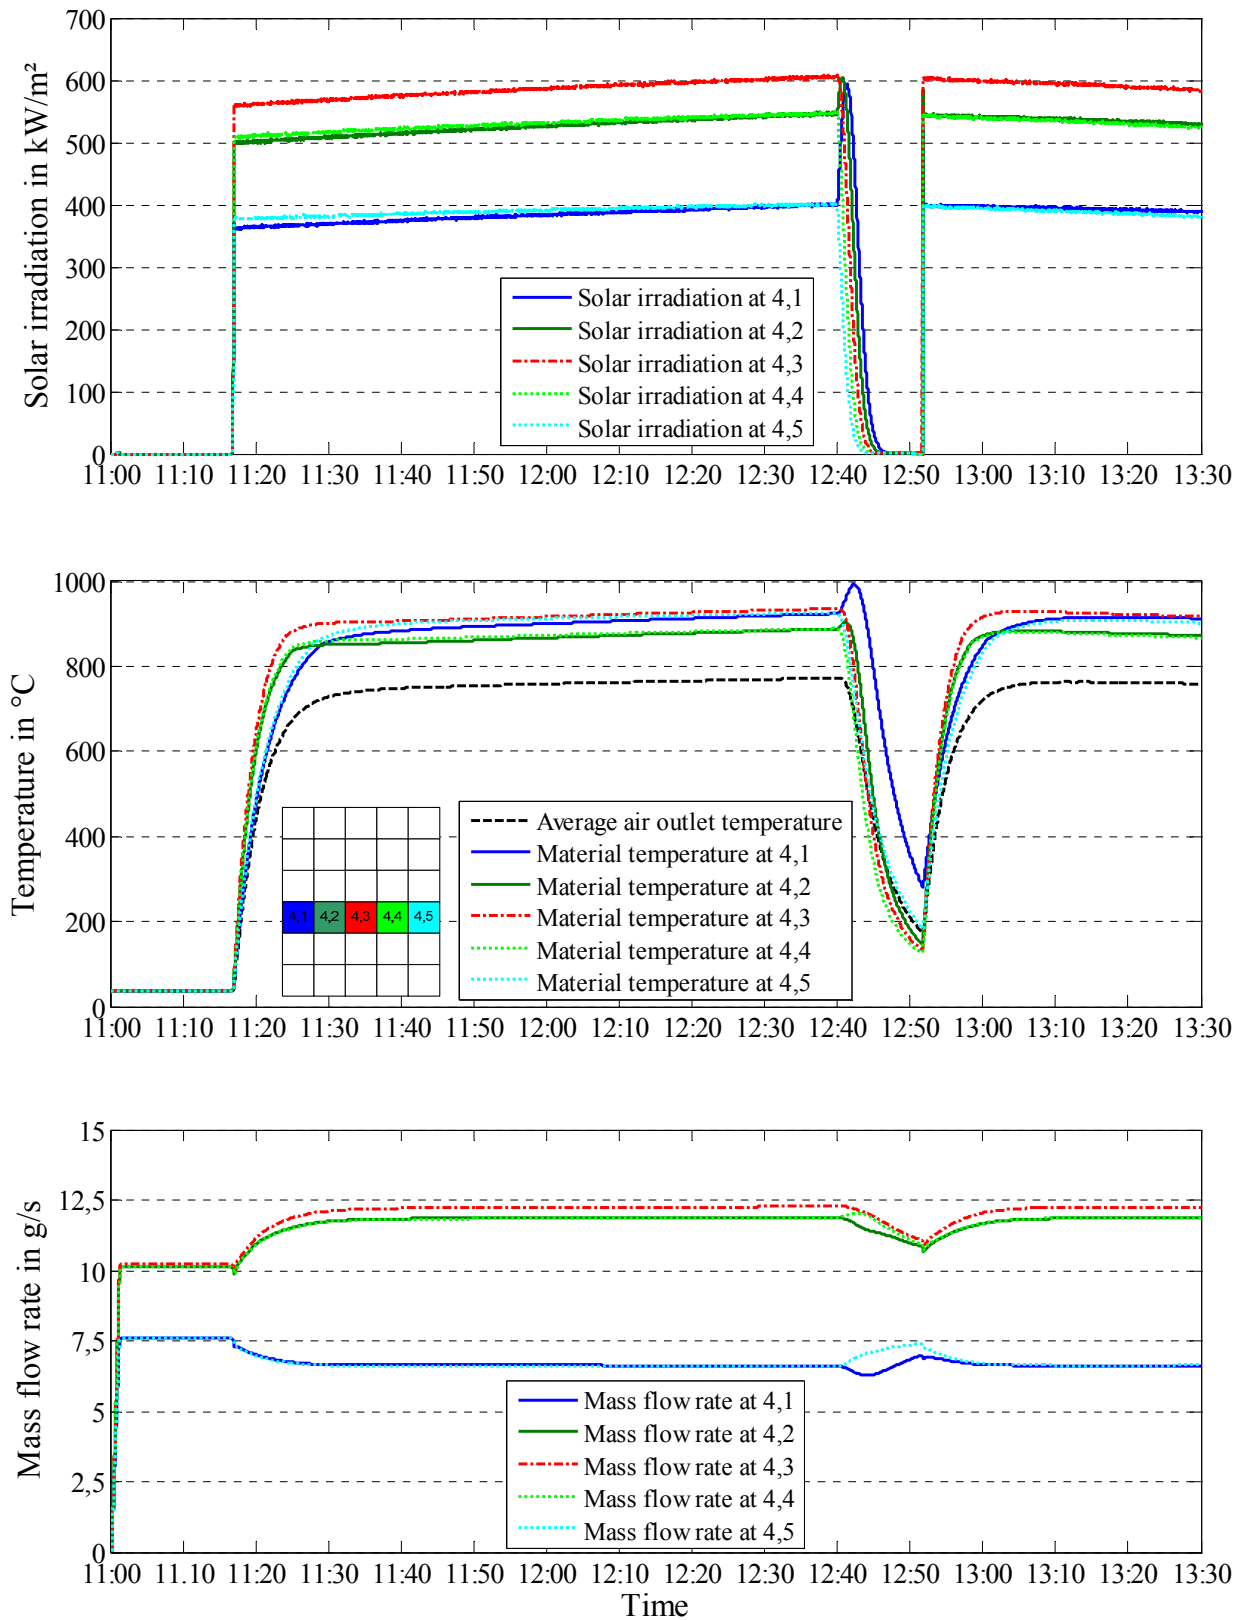 700
600
500
400
300
200
100
0
Solar irradiation in kW/m²
Solar irradiation at 4,1
Solar irradiation at 4,2
Solar irradiation at 4,3
Solar irradiation at 4,4
Solar irradiation at 4,5
11:00 11:10 11:20 11:30 11:40 11:50 12:00 12:10 12:20 12:30 12:40 12:50 13:00 13:10 13:20 13:30
1000
800
600
400
200
0
Temperature in °C
4,1 4,2 4,3 4,4 4,5
Average air outlet temperature
Material temperature at 4,1
Material temperature at 4,2
Material temperature at 4,3
Material temperature at 4,4
Material temperature at 4,5
11:00 11:10 11:20 11:30 11:40 11:50 12:00 12:10 12:20 12:30 12:40 12:50 13:00 13:10 13:20 13:30
15
12,5
10
7,5
5
2,5
0
Mass flow rate in g/s
Mass flow rate at 4,1
Mass flow rate at 4,2
Mass flow rate at 4,3
Mass flow rate at 4,4
Mass flow rate at 4,5
11:00 11.10 11:20 11:30 11:40 11:50 12:00 12:10 12:20 12:30 12:40 12:50 13:00 13:10 13:20 13:30
Time